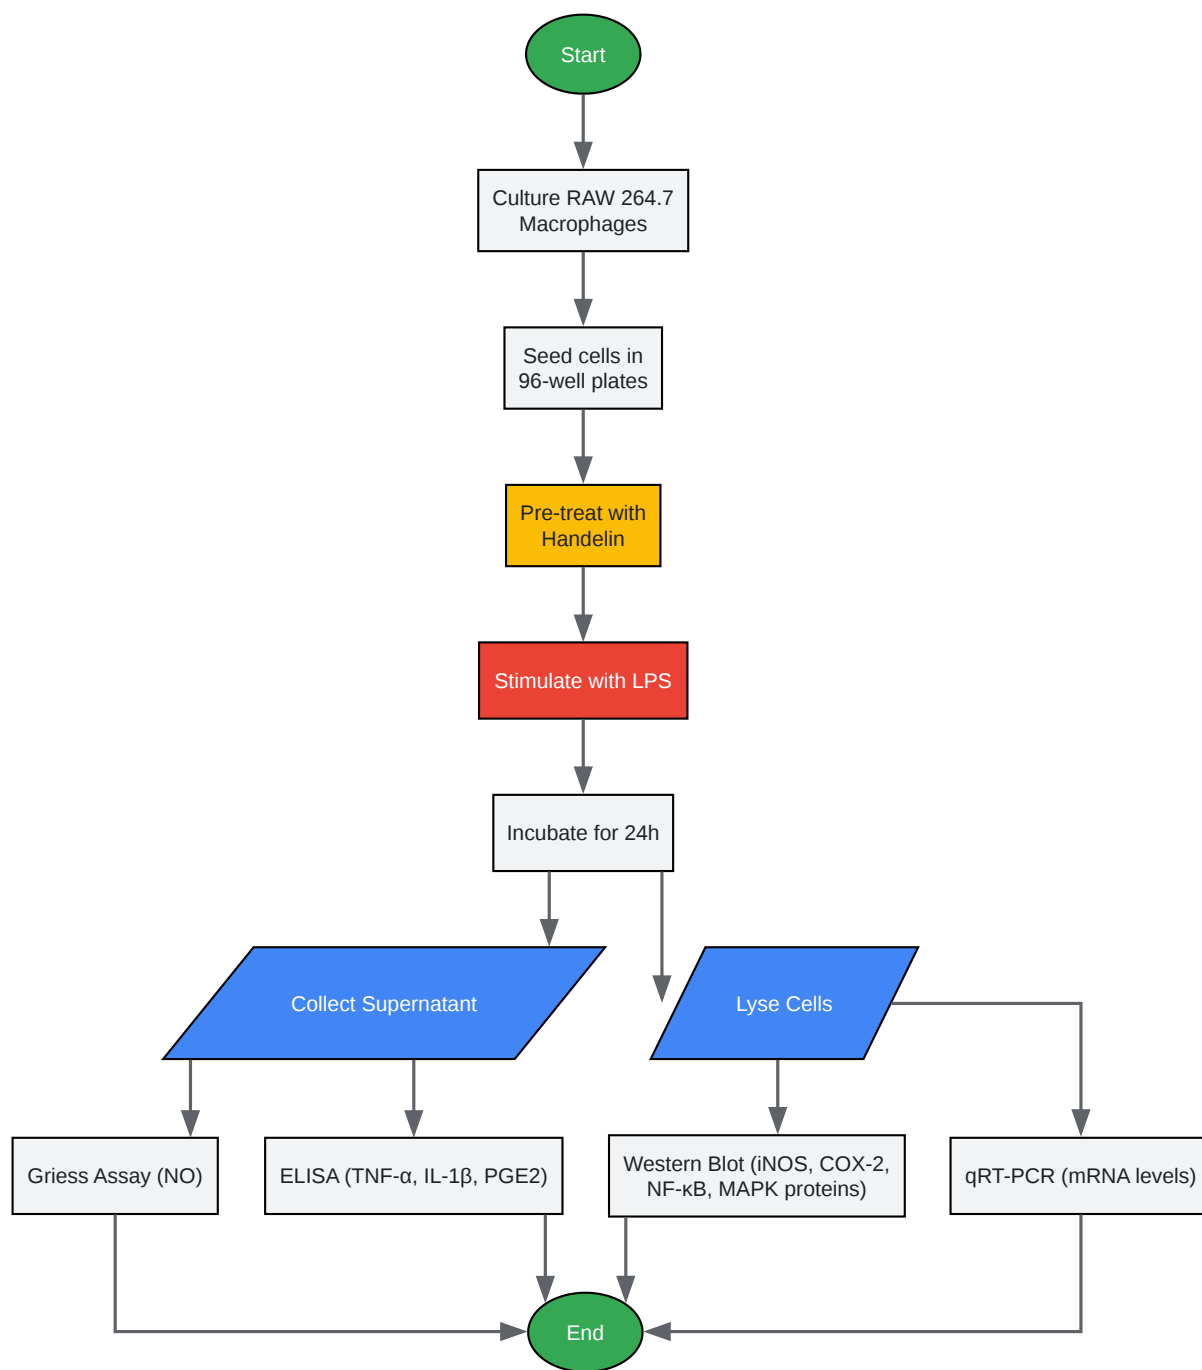 Start
Culture RAW 264.7
Macrophages
Seed cells in
96-well plates
Pre-treat with
Handelin
Stimulate with LPS
Incubate for 24h
Collect Supernatant
Lyse Cells
Griess Assay (NO)
ELISA (TNF-α, IL-1β, PGE2)
Western Blot (iNOS, COX-2,
NF-κB, MAPK proteins)
qRT-PCR (mRNA levels)
End